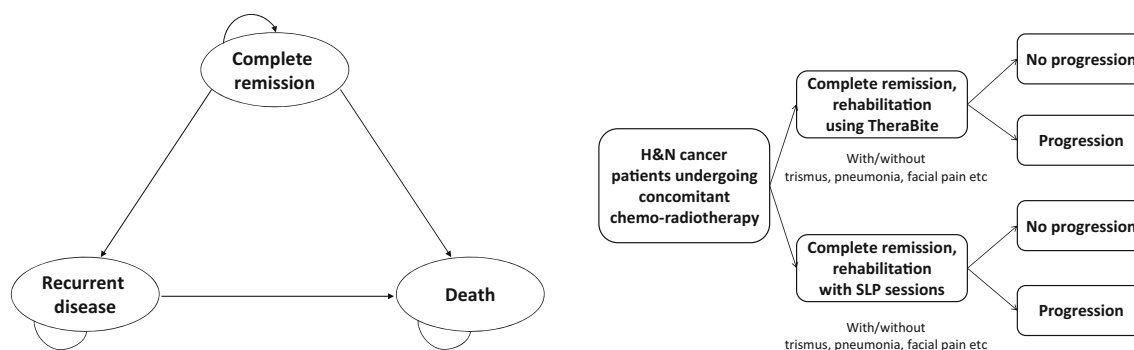 Complete
remission
Recurrent
disease
Death
H&N cancer
patients undergoing
concomitant
chemo-radiotherapy
Complete remission,
rehabilitation
using TheraBite
With/without
trismus, pneumonia, facial pain etc
No progression
Progression
Complete remission,
rehabilitation
with SLP sessions
With/without
trismus, pneumonia, facial pain etc
No progression
Progression